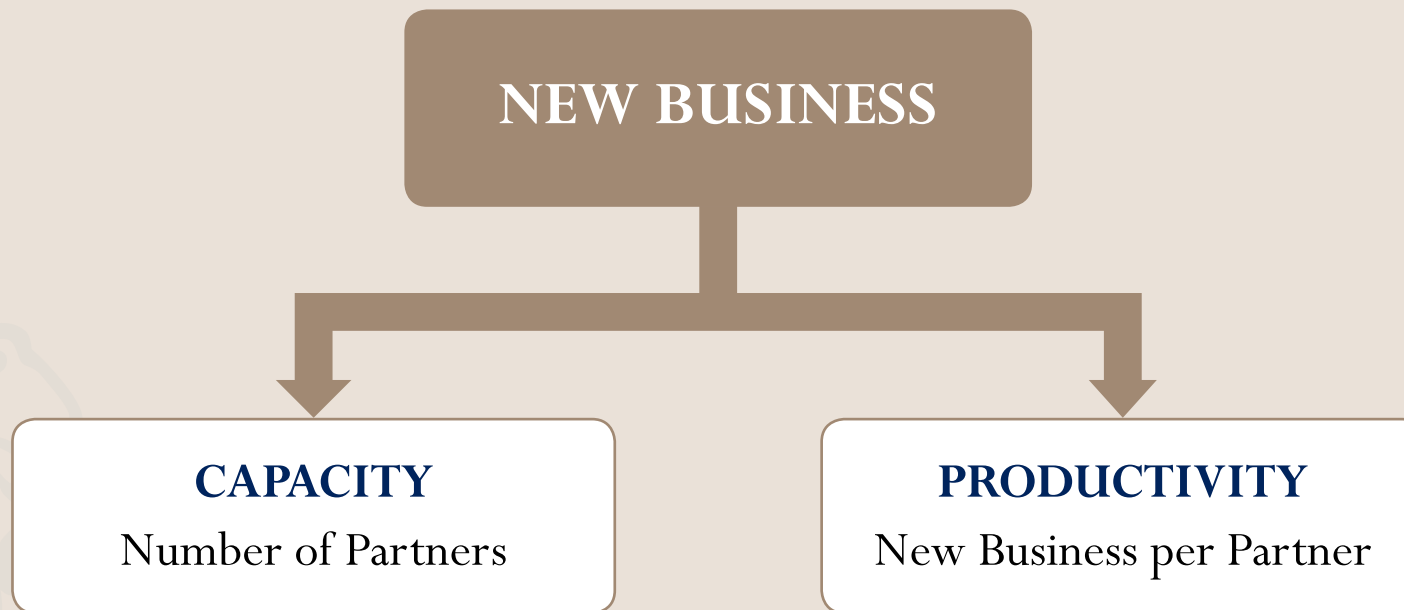 NEW BUSINESS
CAPACITY
Number of Partners
PRODUCTIVITY
New Business per Partner